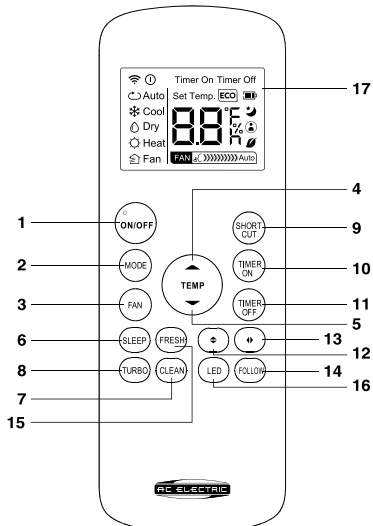 Timer On Timer Off
Auto
Set Temp. ECO
Cool
Dry
Heat
Fan
88
°F
%
h
FAN
Auto
17
4
1
ON/OFF
SHORT CUT
9
2
MODE
TEMP
TIMER ON
10
3
FAN
TIMER OFF
11
5
6
SLEEP
FRESH
13
12
8
TURBO
CLEAN
LED
FOLLOW
14
7
16
15
AC ELECTRIC